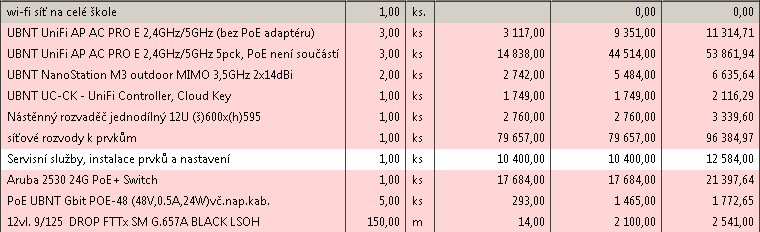 wi-fi síť na celé škole 1,00 ks. 0,00 0,00
UBNT UniFi AP AC PRO E 2,4GHz/5GHz (bez PoE adaptéru) 3,00 ks 3 117,00 9 351,00 11 314,71
UBNT UniFi AP AC PRO E 2,4GHz/5GHz 5pck, PoE není součástí 3,00 ks 14 838,00 44 514,00 53 861,94
UBNT NanoStation M3 outdoor MIMO 3,5GHz 2x14dBi 2,00 ks 2 742,00 5 484,00 6 635,64
UBNT UC-CK - UniFi Controller, Cloud Key 1,00 ks 1 749,00 1 749,00 2 116,29
Nástěnný rozvaděč jednodílný 12U (š)600x(h)595 1,00 ks 2 760,00 2 760,00 3 339,60
síťové rozvody k prvkům 1,00 ks 79 657,00 79 657,00 96 384,97
Servisní služby, instalace prvků a nastavení 1,00 ks 10 400,00 10 400,00 12 584,00
Aruba 2530 24G PoE+ Switch 1,00 ks 17 684,00 17 684,00 21 397,64
PoE UBNT Gbit POE-48 (48V,0.5A,24W)vč.nap.kab. 5,00 ks 293,00 1 465,00 1 772,65
12vl. 9/125 DROP FTTx SM G.657A BLACK LSOH 150,00 m 14,00 2 100,00 2 541,00